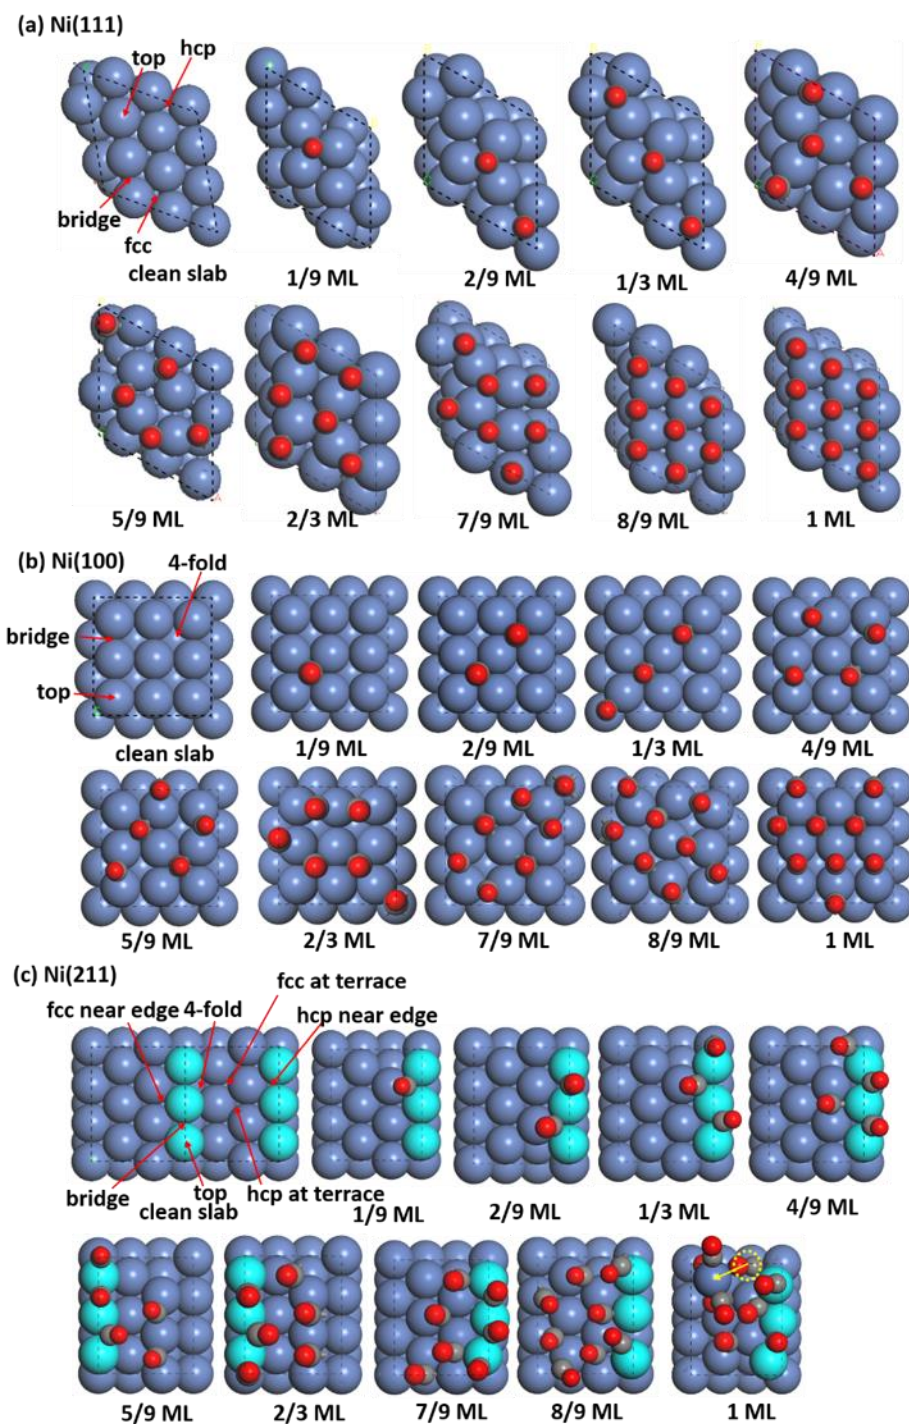 (a) Ni(111)
top
hcp
bridge
fcc
clean slab
1/9 ML
2/9 ML
1/3 ML
4/9 ML
5/9 ML
2/3 ML
7/9 ML
8/9 ML
1 ML
(b) Ni(100)
4-fold
bridge
top
clean slab
1/9 ML
2/9 ML
1/3 ML
4/9 ML
5/9 ML
2/3 ML
7/9 ML
8/9 ML
1 ML
(c) Ni(211)
fcc at terrace
fcc near edge
4-fold
hcp near edge
bridge
top
hcp at terrace
clean slab
1/9 ML
2/9 ML
1/3 ML
4/9 ML
5/9 ML
2/3 ML
7/9 ML
8/9 ML
1 ML